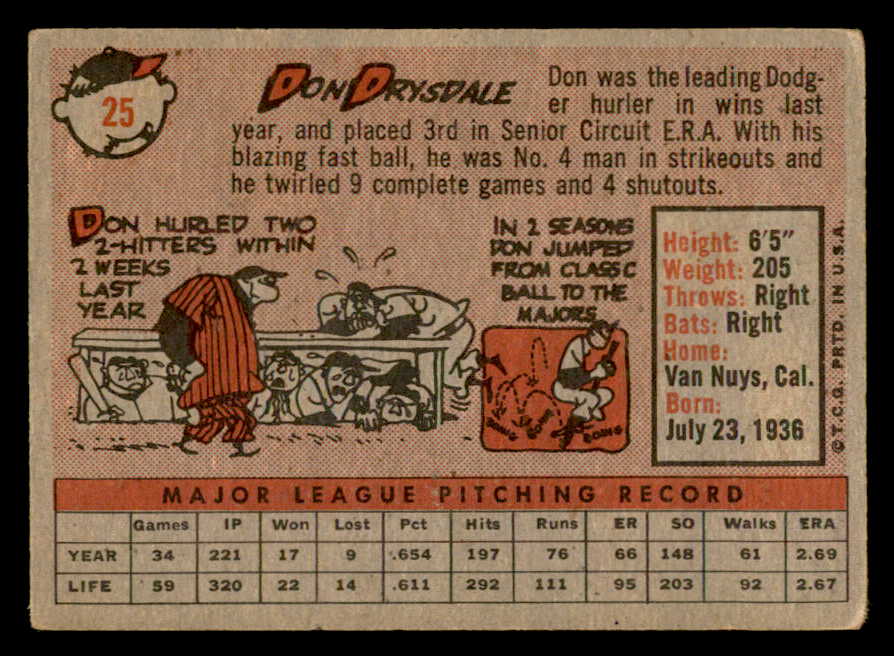 25
DON DRYSDALE
Don was the leading Dodg-
er hurler in wins last
year, and placed 3rd in Senior Circuit E.R.A. With his
blazing fast ball, he was No. 4 man in strikeouts and
he twirled 9 complete games and 4 shutouts.
DON HURLED TWO
2-HITTERS WITHIN
2 WEEKS
LAST
YEAR
IN 2 SEASONS
DON JUMPED
FROM CLASS C
BALL TO THE
MAJORS
BOING BOING
Height: 6'5"
Weight: 205
Throws: Right
Bats: Right
Home:
Van Nuys, Cal.
Born:
July 23, 1936
© T.C.G. PRTD. IN U.S.A.
MAJOR LEAGUE PITCHING RECORD
Games IP Won Lost Pct Hits Runs ER SO Walks ERA
YEAR 34 221 17 9 .654 197 76 66 148 61 2.69
LIFE 59 320 22 14 .611 292 111 95 203 92 2.67